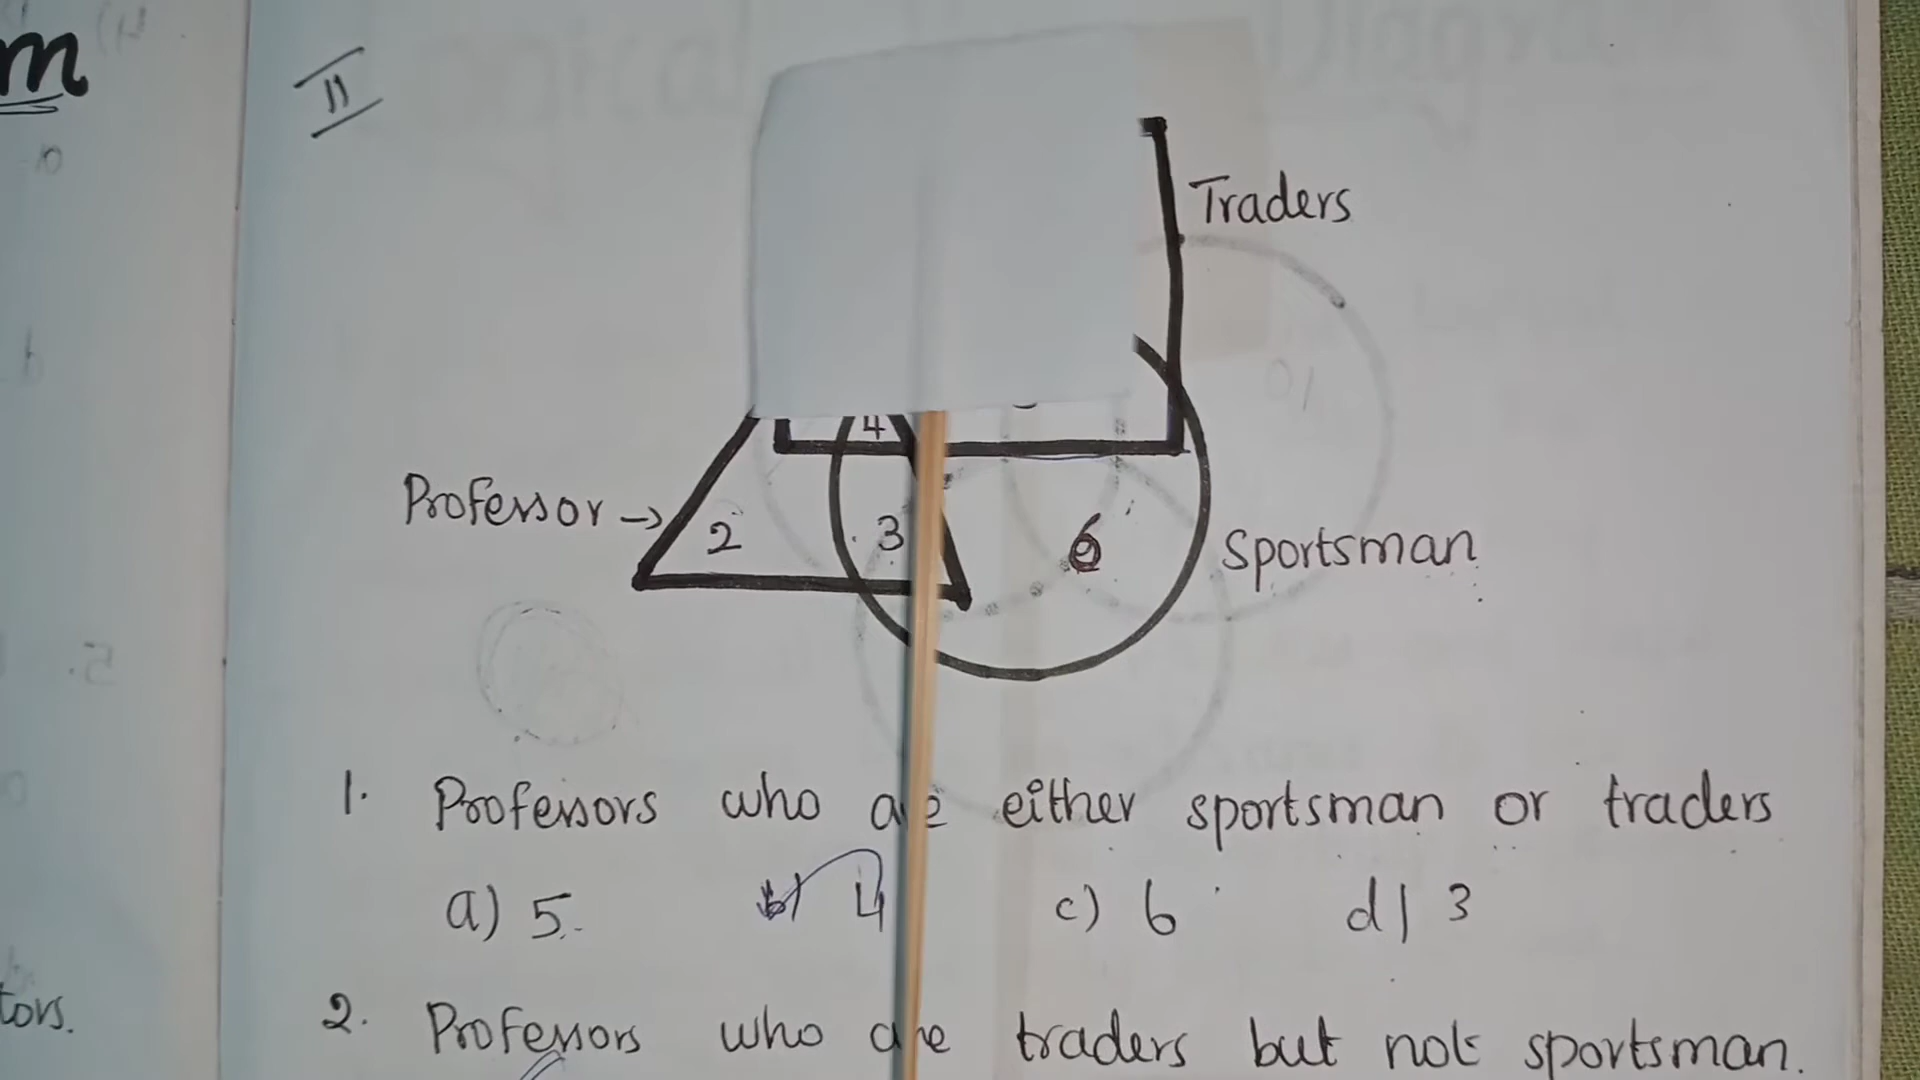 II
Traders
4
Professor →
2
3
6
Sportsman
1. Professors who are either sportsman or traders
a) 5. b) 4 c) 6 d) 3
2. Professors who are traders but not sportsman.
tors.